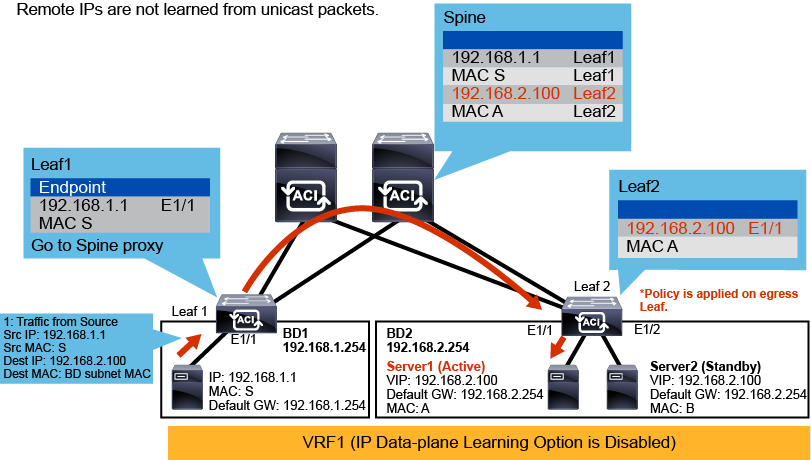 Remote IPs are not learned from unicast packets.
Spine
192.168.1.1 Leaf1
MAC S Leaf1
192.168.2.100 Leaf2
MAC A Leaf2
Leaf1
Endpoint
192.168.1.1 E1/1
MAC S
Go to Spine proxy
ACI
ACI
Leaf2
192.168.2.100 E1/1
MAC A
Leaf 1
ACI
E1/1
Leaf 2
ACI
E1/1
E1/2
*Policy is applied on egress
Leaf.
1: Traffic from Source
Src IP: 192.168.1.1
Src MAC: S
Dest IP: 192.168.2.100
Dest MAC: BD subnet MAC
BD1
192.168.1.254
IP: 192.168.1.1
MAC: S
Default GW: 192.168.1.254
BD2
192.168.2.254
Server1 (Active)
VIP: 192.168.2.100
Default GW: 192.168.2.254
MAC: A
Server2 (Standby)
VIP: 192.168.2.100
Default GW: 192.168.2.254
MAC: B
VRF1 (IP Data-plane Learning Option is Disabled)